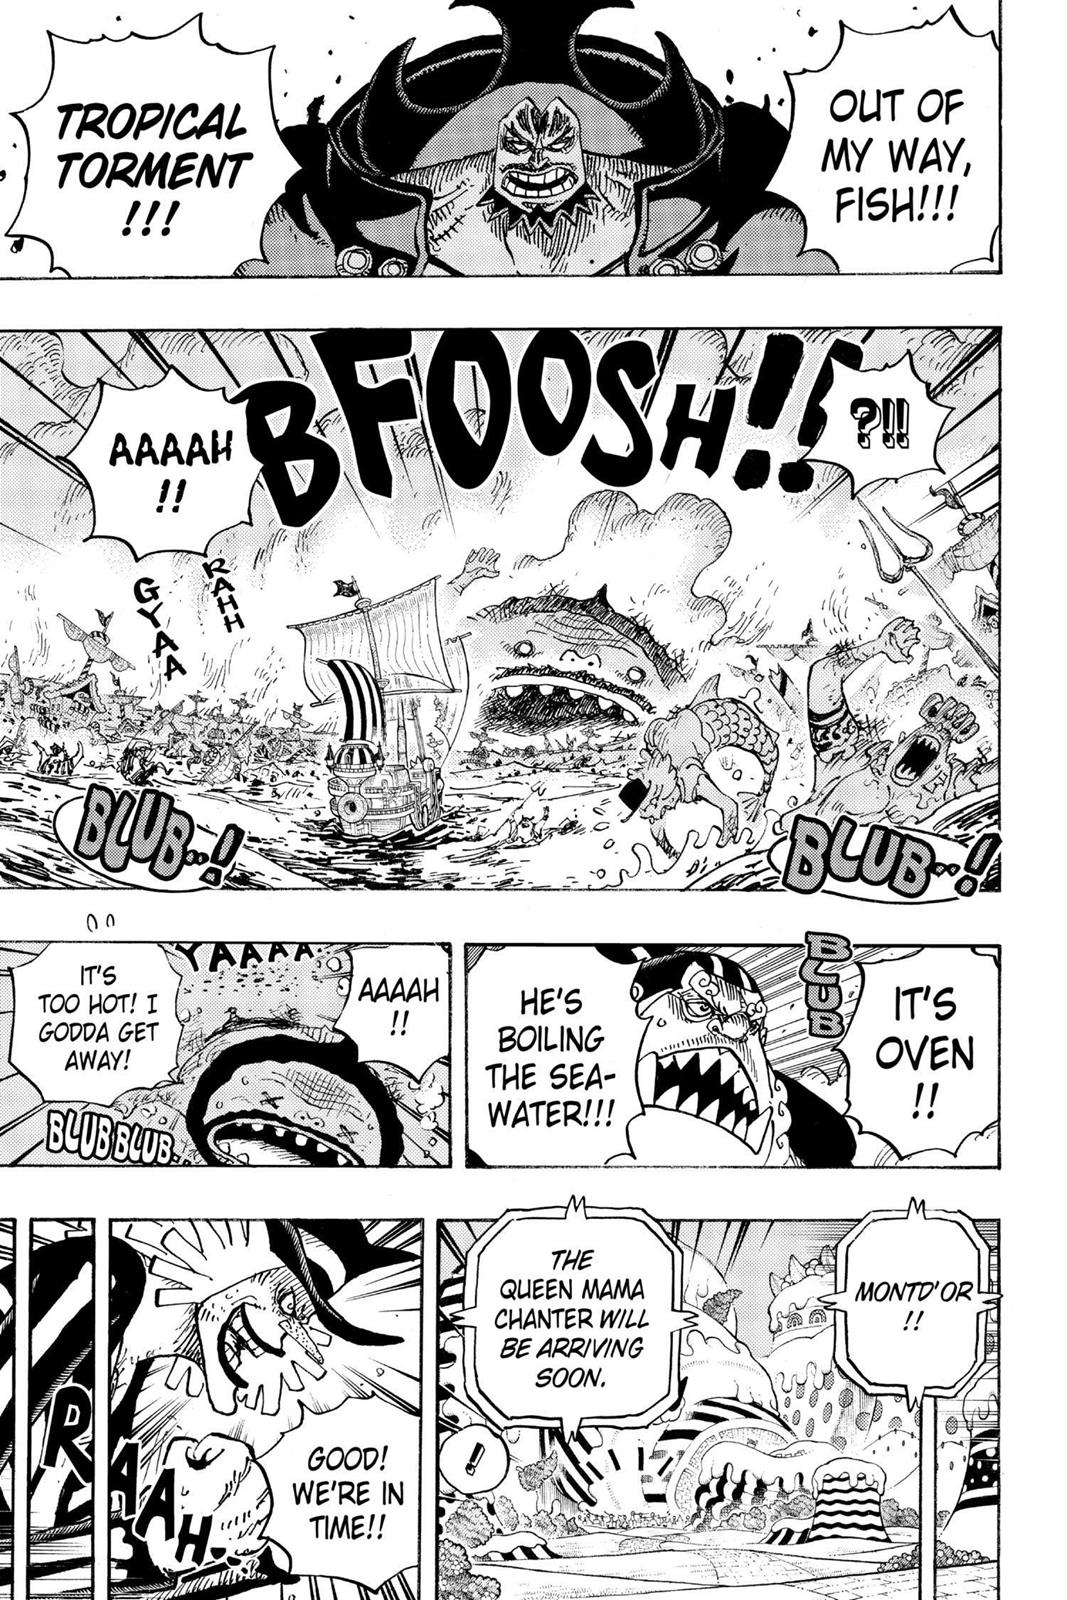 OUT OF
MY WAY,
FISH!!!
TROPICAL
TORMENT
!!!
?!!
BFOOSH!!
AAAAH
!!
RAHH
GYAA
BLUB..!
BLUB..!
IT'S
OVEN
!!
BLUB
HE'S
BOILING
THE SEA-
WATER!!!
AAAAH
!!
YAAAAA
IT'S
TOO HOT! I
GODDA GET
AWAY!
BLUB BLUB..
MONTD'OR
!!
THE
QUEEN MAMA
CHANTER WILL
BE ARRIVING
SOON.
!
GOOD!
WE'RE IN
TIME!!
RAAAH